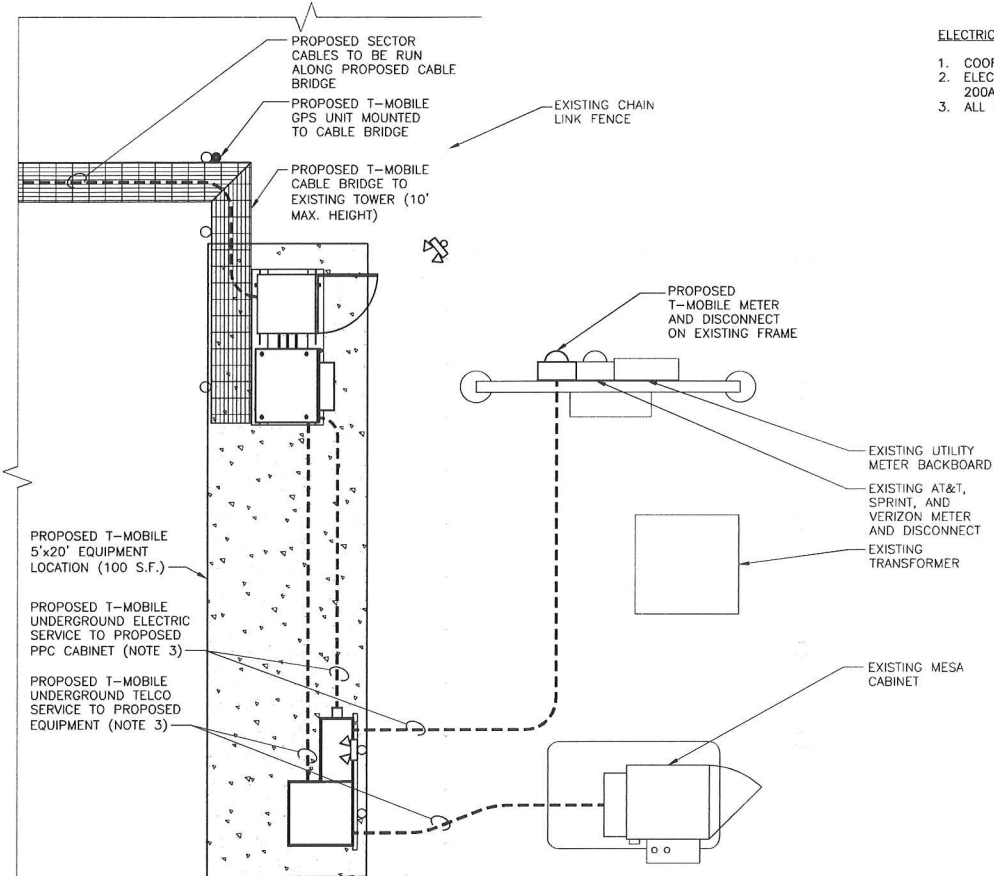 PROPOSED SECTOR
CABLES TO BE RUN
ALONG PROPOSED CABLE
BRIDGE
PROPOSED T-MOBILE
GPS UNIT MOUNTED
TO CABLE BRIDGE
PROPOSED T-MOBILE
CABLE BRIDGE TO
EXISTING TOWER (10'
MAX. HEIGHT)
EXISTING CHAIN
LINK FENCE
ELECTRIC
1. COOR
2. ELEC
200A
3. ALL
PROPOSED
T-MOBILE METER
AND DISCONNECT
ON EXISTING FRAME
EXISTING UTILITY
METER BACKBOARD
EXISTING AT&T,
SPRINT, AND
VERIZON METER
AND DISCONNECT
EXISTING
TRANSFORMER
PROPOSED T-MOBILE
5'x20' EQUIPMENT
LOCATION (100 S.F.)
PROPOSED T-MOBILE
UNDERGROUND ELECTRIC
SERVICE TO PROPOSED
PPC CABINET (NOTE 3)
PROPOSED T-MOBILE
UNDERGROUND TELCO
SERVICE TO PROPOSED
EQUIPMENT (NOTE 3)
EXISTING MESA
CABINET